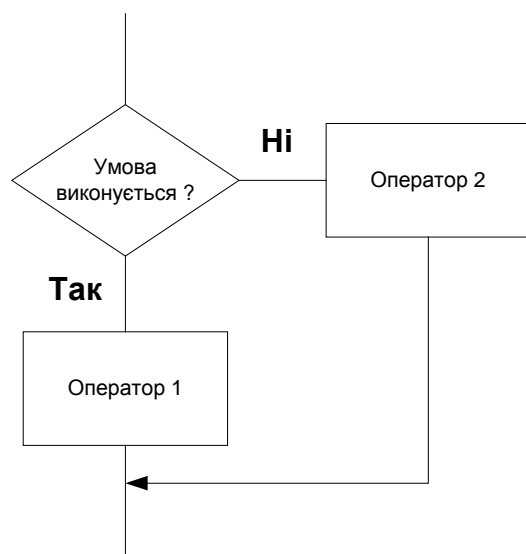 Умова
виконується ?
Ні
Оператор 2
Так
Оператор 1